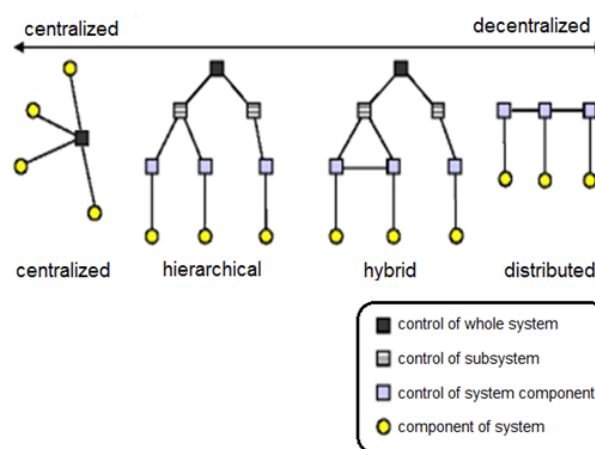 centralized
decentralized
centralized
hierarchical
hybrid
distributed
control of whole system
control of subsystem
control of system component
component of system